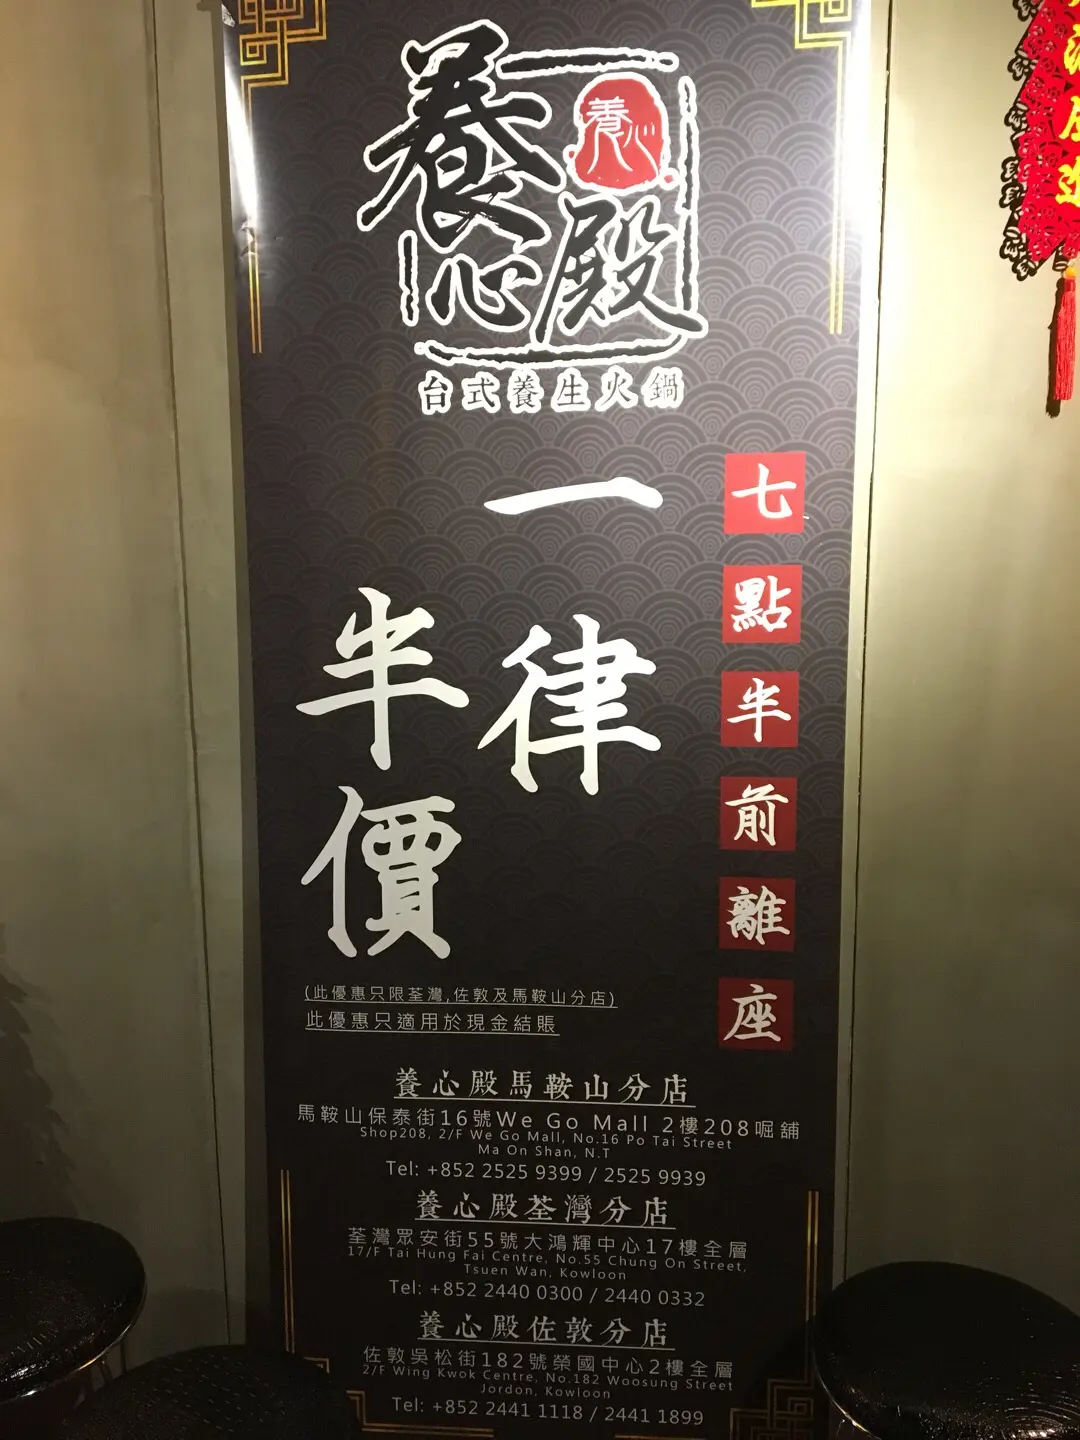 養心殿
養心
台式養生火鍋
七點半前離座
一律
半價
(此優惠只限荃灣,佐敦及馬鞍山分店)
此優惠只適用於現金結賬
養心殿馬鞍山分店
馬鞍山保泰街16號We Go Mall 2樓208啒舖
Shop208, 2/F We Go Mall, No.16 Po Tai Street
Ma On Shan, N.T
Tel: +852 2525 9399 / 2525 9939
養心殿荃灣分店
荃灣眾安街55號大鴻輝中心17樓全層
17/F Tai Hung Fai Centre, No.55 Chung On Street,
Tsuen Wan, Kowloon
Tel: +852 2440 0300 / 2440 0332
養心殿佐敦分店
佐敦吳松街182號榮國中心2樓全層
2/F Wing Kwok Centre, No.182 Woosung Street
Jordon, Kowloon
Tel: +852 2441 1118 / 2441 1899